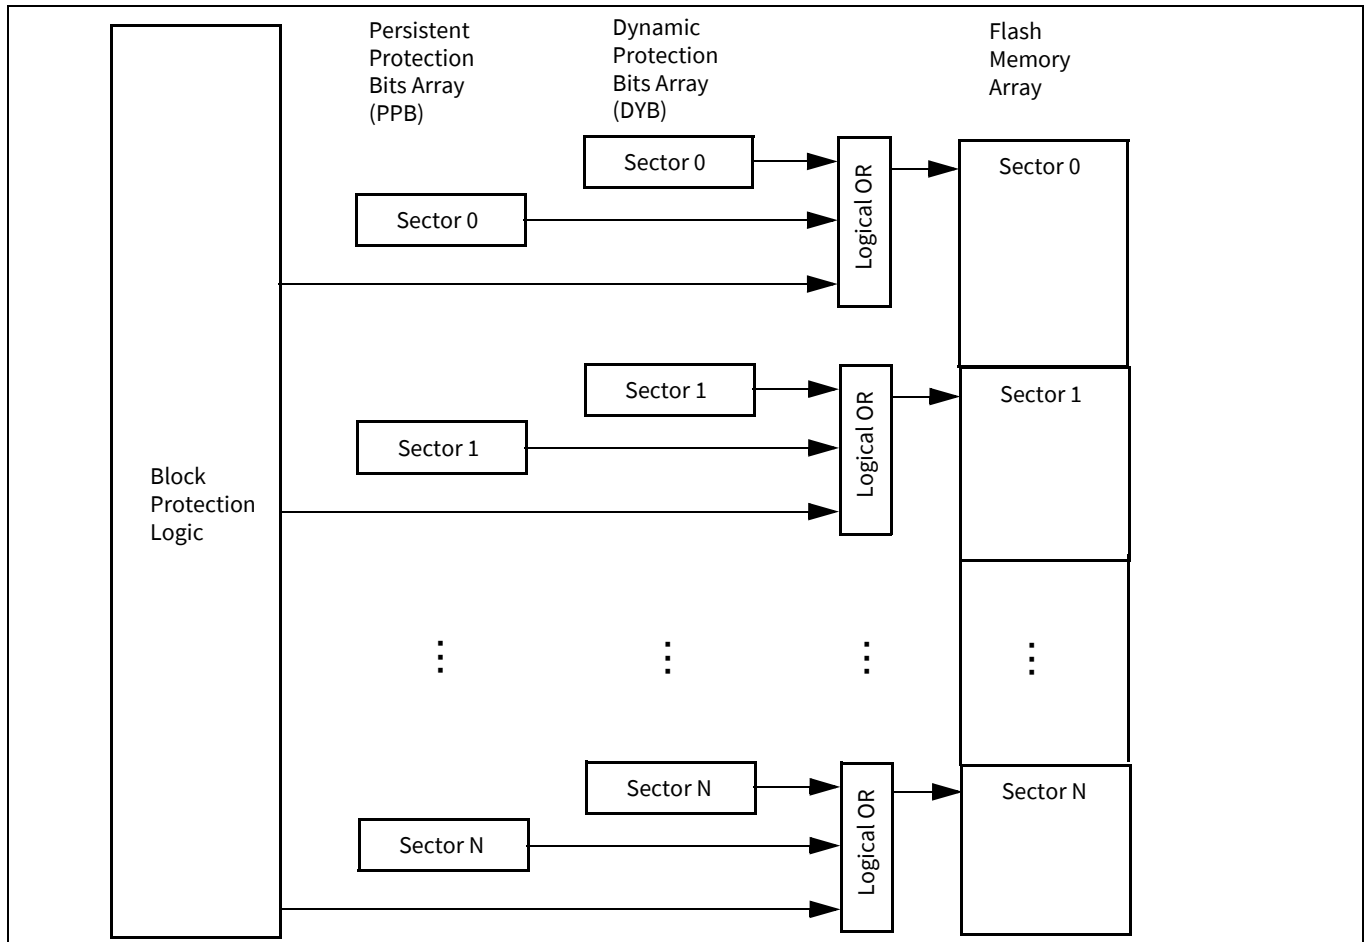 Persistent
Protection
Bits Array
(PPB)
Dynamic
Protection
Bits Array
(DYB)
Flash
Memory
Array
Sector 0
Sector 0
Logical OR
Sector 0
Sector 1
Sector 1
Logical OR
Sector 1
Block
Protection
Logic
⋮
⋮
⋮
⋮
Sector N
Sector N
Logical OR
Sector N